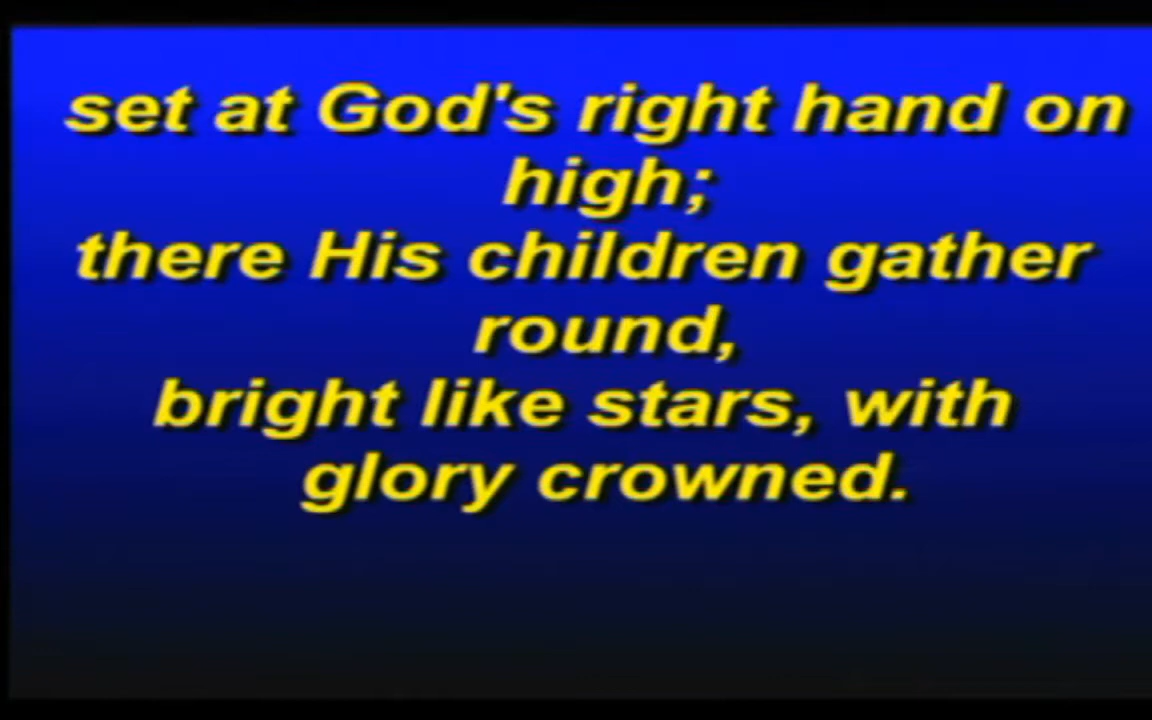 set at God's right hand on
high;
there His children gather
round,
bright like stars, with
glory crowned.